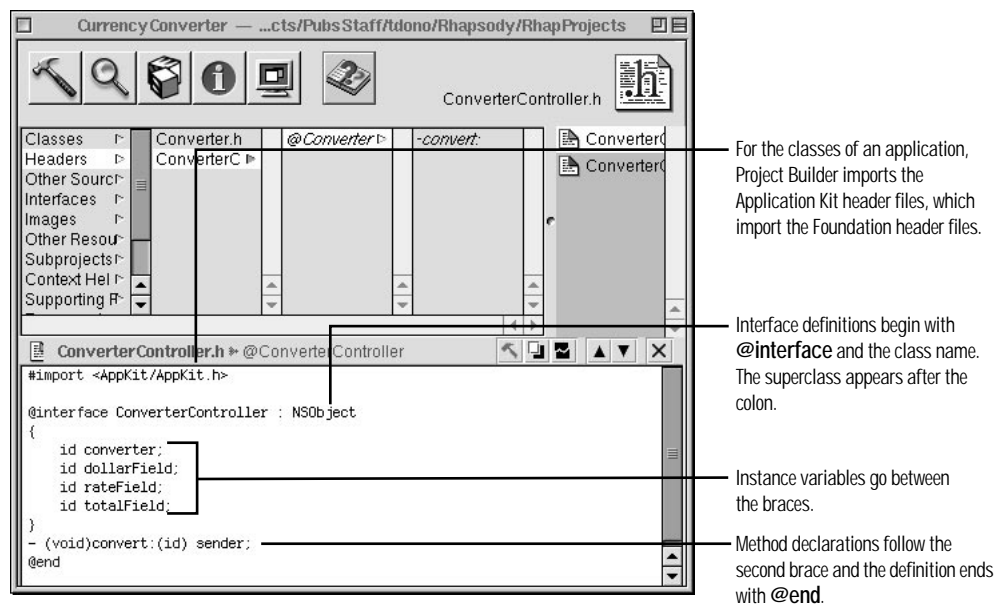 CurrencyConverter — ...cts/PubsStaff/tdono/Rhapsody/RhapProjects
ConverterController.h
.h
Classes
Headers
Other Sourc
Interfaces
Images
Other Resou
Subprojects
Context Hel
Supporting F
Converter.h
ConverterC
@Converter
-convert:
Converter
Converter
ConverterController.h @ConverterController
#import <AppKit/AppKit.h>
@interface ConverterController : NSObject
{
id converter;
id dollarField;
id rateField;
id totalField;
}
- (void)convert:(id) sender;
@end
For the classes of an application,
Project Builder imports the
Application Kit header files, which
import the Foundation header files.
Interface definitions begin with
@interface and the class name.
The superclass appears after the
colon.
Instance variables go between
the braces.
Method declarations follow the
second brace and the definition ends
with @end.